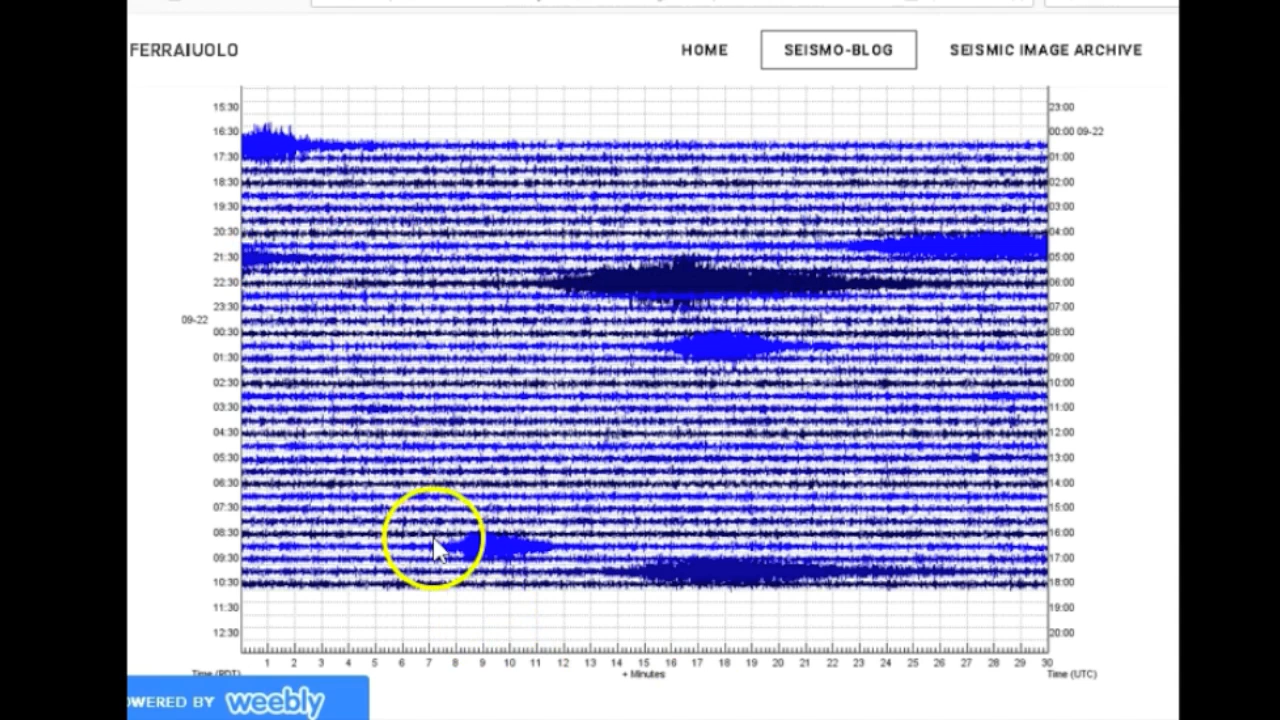 FERRAIUOLO
HOME
SEISMO-BLOG
SEISMIC IMAGE ARCHIVE
15:30 23:00
16:30 00:00 09-22
17:30 01:00
18:30 02:00
19:30 03:00
20:30 04:00
21:30 05:00
22:30 06:00
23:30 07:00
09-22
00:30 08:00
01:30 09:00
02:30 10:00
03:30 11:00
04:30 12:00
05:30 13:00
06:30 14:00
07:30 15:00
08:30 16:00
09:30 17:00
10:30 18:00
11:30 19:00
12:30 20:00
1 2 3 4 5 6 7 8 9 10 11 12 13 14 15 16 17 18 19 20 21 22 23 24 25 26 27 28 29 30
Time (PDT) + Minutes Time (UTC)
OWERED BY weebly